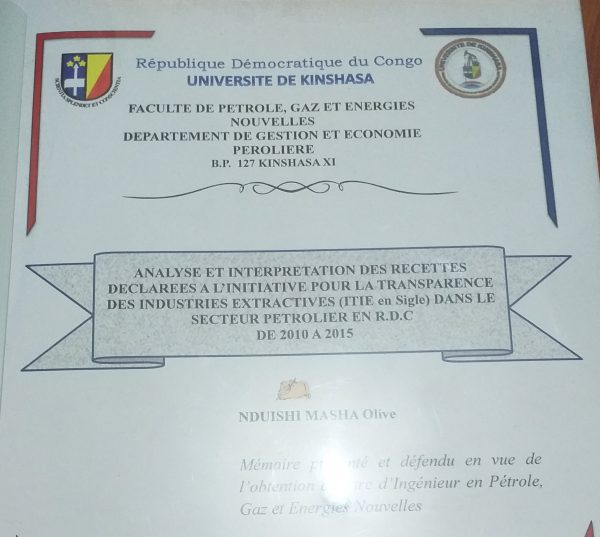 République Démocratique du Congo
UNIVERSITE DE KINSHASA
FACULTE DE PETROLE, GAZ ET ENERGIES
NOUVELLES
DEPARTEMENT DE GESTION ET ECONOMIE
PEROLIERE
B.P. 127 KINSHASA XI
ANALYSE ET INTERPRETATION DES RECETTES
DECLAREES A L'INITIATIVE POUR LA TRANSPARENCE
DES INDUSTRIES EXTRACTIVES (ITIE en Sigle) DANS LE
SECTEUR PETROLIER EN R.D.C
DE 2010 A 2015
NDUISHI MASHA Olive
Mémoire et défendu en vue de
l'obtention d'Ingénieur en Pétrole,
Gaz et Energies Nouvelles